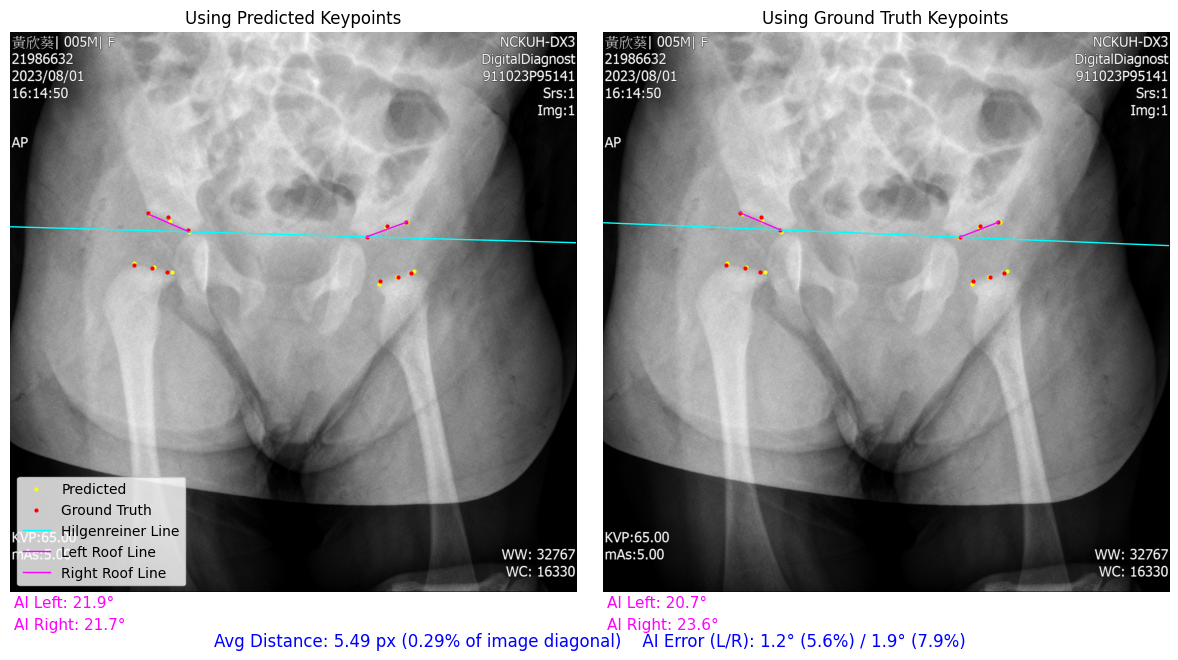 Using Predicted Keypoints
Using Ground Truth Keypoints
黃欣葵| 005M| F
21986632
2023/08/01
16:14:50
AP
NCKUH-DX3
DigitalDiagnost
911023P95141
Srs:1
Img:1
黃欣葵| 005M| F
21986632
2023/08/01
16:14:50
AP
NCKUH-DX3
DigitalDiagnost
911023P95141
Srs:1
Img:1
Predicted
Ground Truth
Hilgenreiner Line
Left Roof Line
Right Roof Line
KVP:65.00
mAs:5.00
WW: 32767
WC: 16330
KVP:65.00
mAs:5.00
WW: 32767
WC: 16330
AI Left: 21.9°
AI Right: 21.7°
AI Left: 20.7°
AI Right: 23.6°
Avg Distance: 5.49 px (0.29% of image diagonal) AI Error (L/R): 1.2° (5.6%) / 1.9° (7.9%)